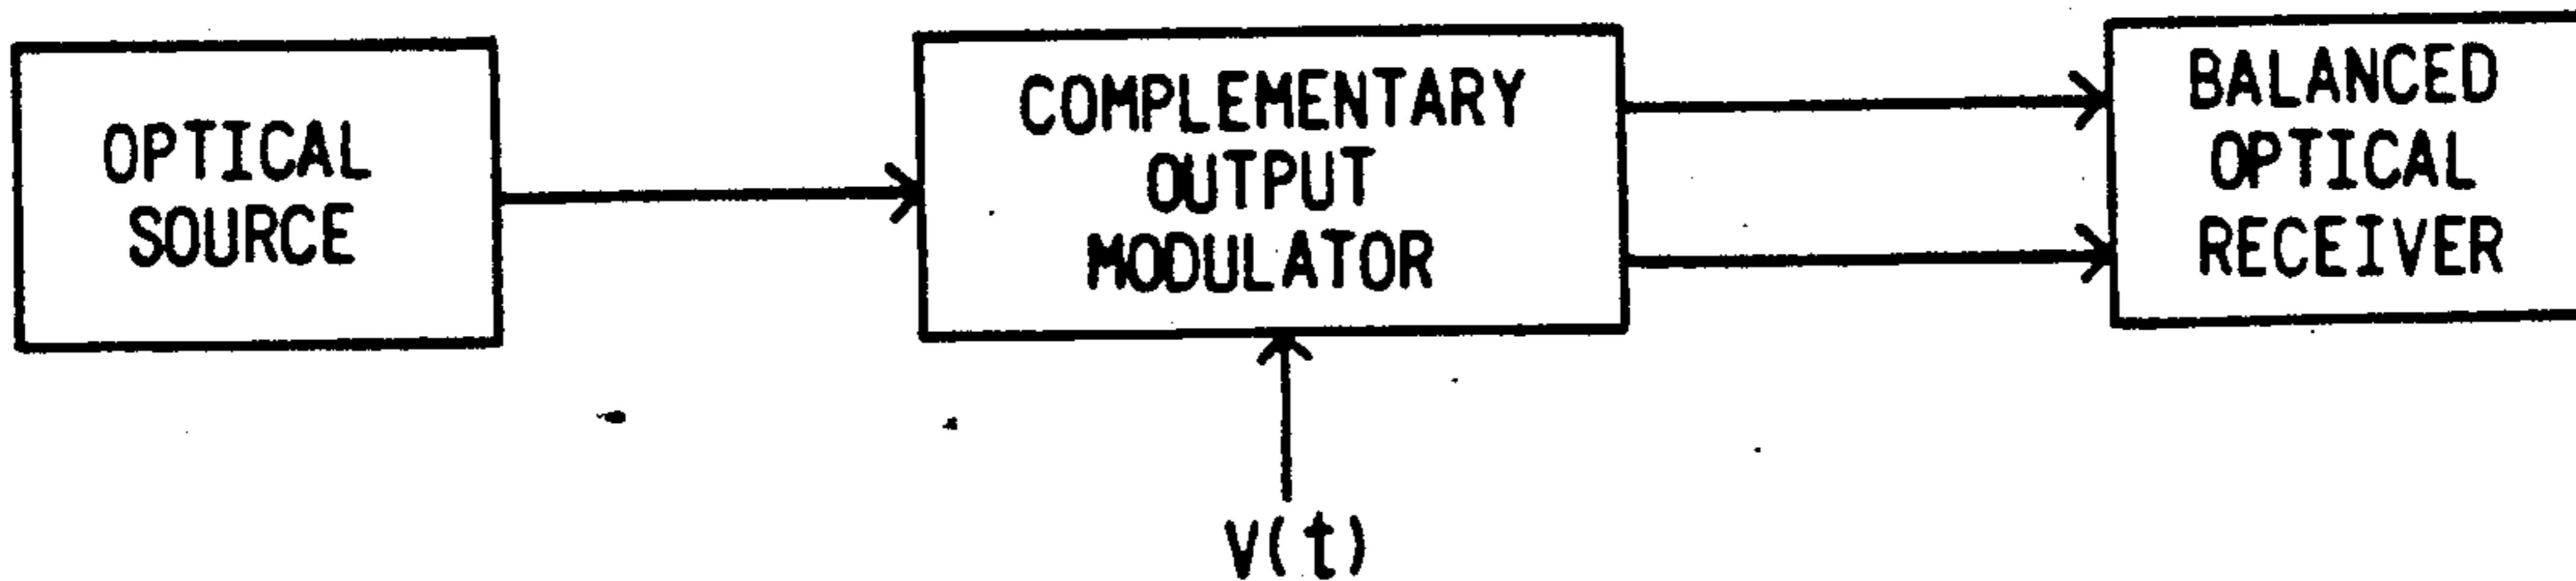 OPTICAL
SOURCE
COMPLEMENTARY
OUTPUT
MODULATOR
BALANCED
OPTICAL
RECEIVER
V(t)